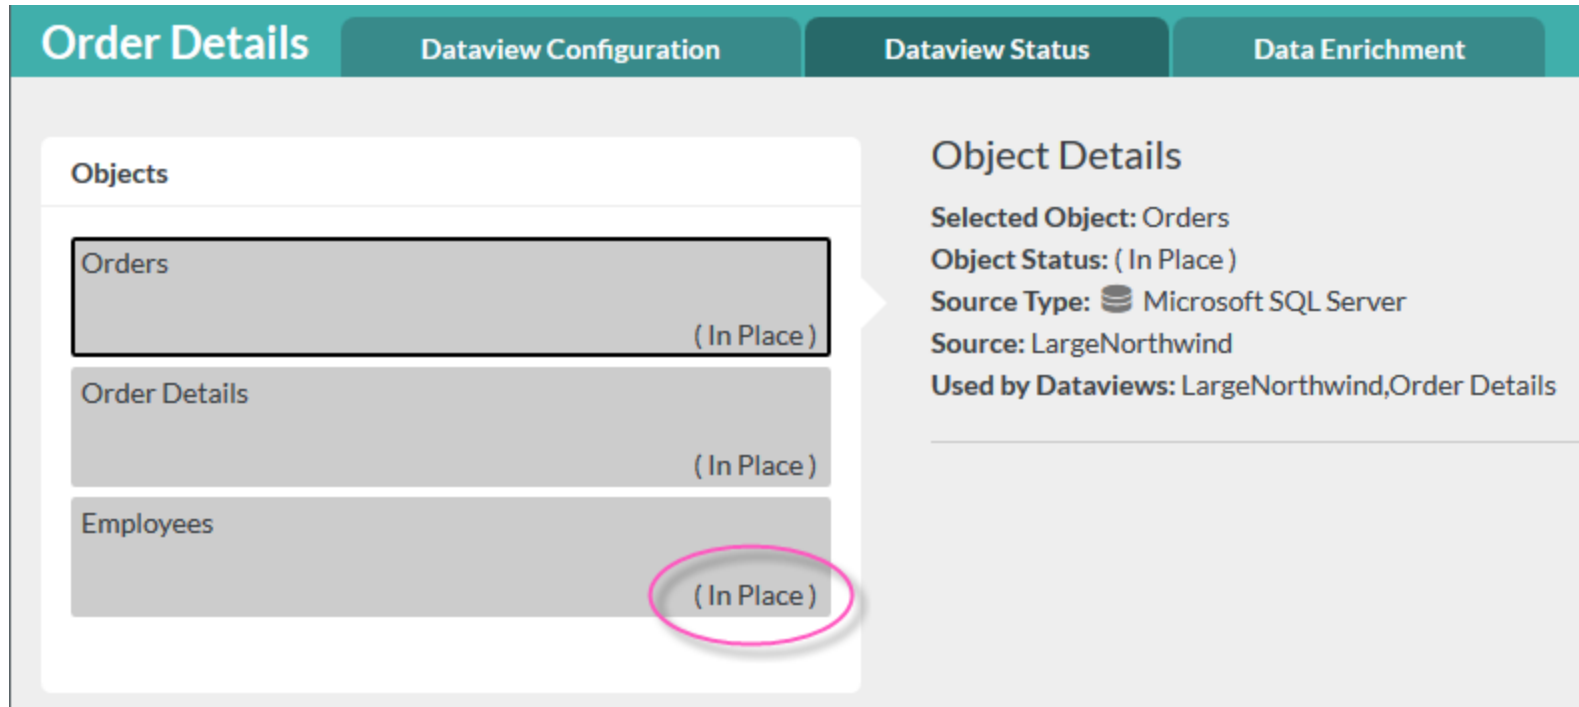 Order Details
Dataview Configuration
Dataview Status
Data Enrichment
Objects
Orders
( In Place )
Order Details
( In Place )
Employees
( In Place )
Object Details
Selected Object: Orders
Object Status: ( In Place )
Source Type: Microsoft SQL Server
Source: LargeNorthwind
Used by Dataviews: LargeNorthwind,Order Details